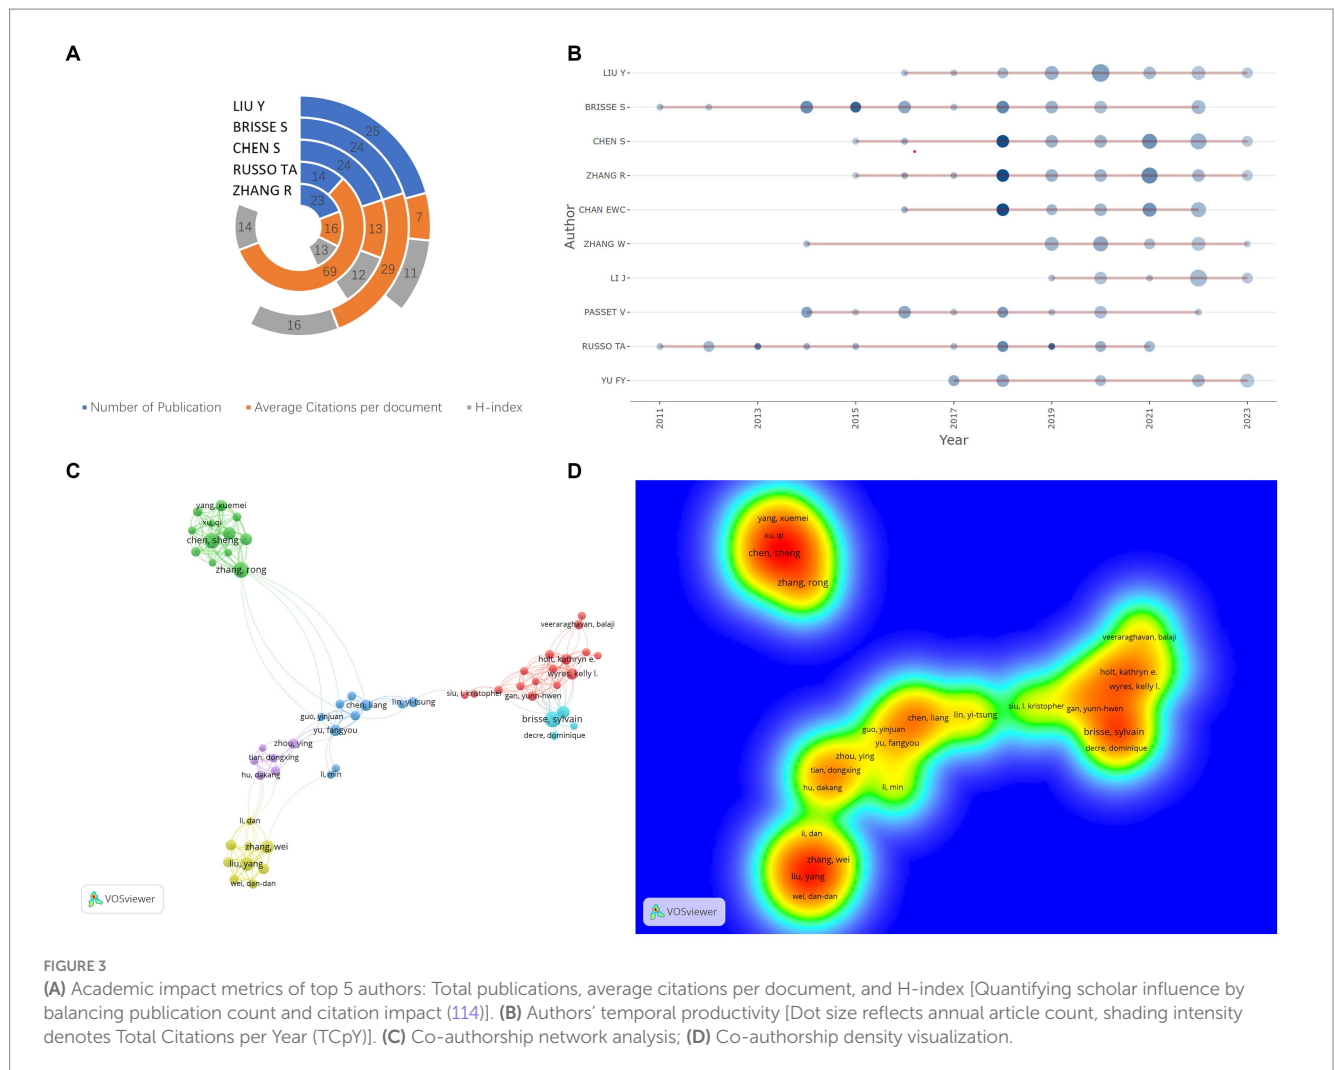 A
LIU Y
BRISSE S
CHEN S
RUSSO TA
ZHANG R
25
24
24
14
23
7
29
13
69
16
11
16
12
14
13
Number of Publication
Average Citations per document
H-index
B
Author
LIU Y
BRISSE S
CHEN S
ZHANG R
CHAN EWC
ZHANG W
LI J
PASSET V
RUSSO TA
YU FY
2011
2013
2015
2017
2019
2021
2023
Year
C
yang, xuemei
xu, qi
chen, sheng
zhang, rong
veeraraghavan, balaji
holt, kathryn e.
wyres, kelly l.
siu, l. kristopher
gan, yunn-hwen
brisse, sylvain
decre, dominique
chen, liang
lin, yi-tsung
guo, yinjuan
yu, fangyou
zhou, ying
tian, dongxing
hu, dakang
li, min
li, dan
zhang, wei
liu, yang
wei, dan-dan
VOSviewer
D
yang, xuemei
xu, qi
chen, sheng
zhang, rong
veeraraghavan, balaji
holt, kathryn e.
wyres, kelly l.
siu, l. kristopher
gan, yunn-hwen
chen, liang
lin, yi-tsung
guo, yinjuan
yu, fangyou
brisse, sylvain
decre, dominique
zhou, ying
tian, dongxing
hu, dakang
li, min
li, dan
zhang, wei
liu, yang
wei, dan-dan
VOSviewer
FIGURE 3
(A) Academic impact metrics of top 5 authors: Total publications, average citations per document, and H-index [Quantifying scholar influence by
balancing publication count and citation impact (114)]. (B) Authors' temporal productivity [Dot size reflects annual article count, shading intensity
denotes Total Citations per Year (TCpY)]. (C) Co-authorship network analysis; (D) Co-authorship density visualization.